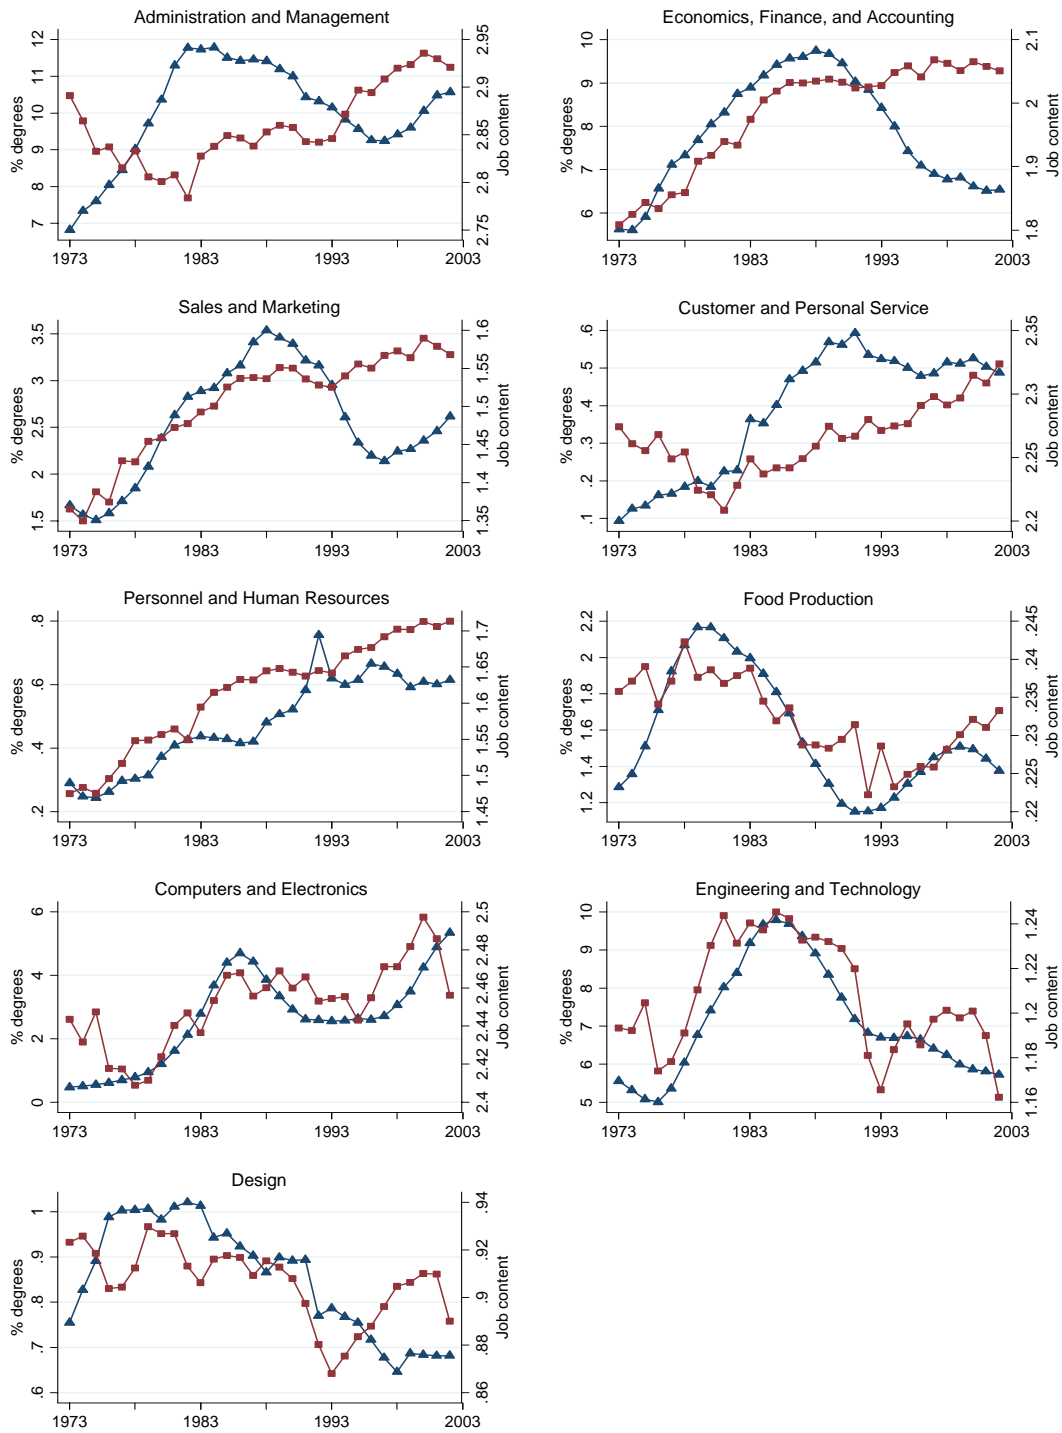 Administration and Management
% degrees
7 8 9 10 11 12
Job content
2.75 2.8 2.85 2.9 2.95
1973 1983 1993 2003
Economics, Finance, and Accounting
% degrees
6 7 8 9 10
Job content
1.8 1.9 2 2.1
1973 1983 1993 2003
Sales and Marketing
% degrees
1.5 2 2.5 3 3.5
Job content
1.35 1.4 1.45 1.5 1.55 1.6
1973 1983 1993 2003
Customer and Personal Service
% degrees
.1 .2 .3 .4 .5 .6
Job content
2.2 2.25 2.3 2.35
1973 1983 1993 2003
Personnel and Human Resources
% degrees
.2 .4 .6 .8
Job content
1.45 1.5 1.55 1.6 1.65 1.7
1973 1983 1993 2003
Food Production
% degrees
1.2 1.4 1.6 1.8 2 2.2
Job content
.22 .225 .23 .235 .24 .245
1973 1983 1993 2003
Computers and Electronics
% degrees
0 2 4 6
Job content
2.4 2.42 2.44 2.46 2.48 2.5
1973 1983 1993 2003
Engineering and Technology
% degrees
5 6 7 8 9 10
Job content
1.16 1.18 1.2 1.22 1.24
1973 1983 1993 2003
Design
% degrees
.6 .7 .8 .9 1
Job content
.86 .88 .9 .92 .94
1973 1983 1993 2003